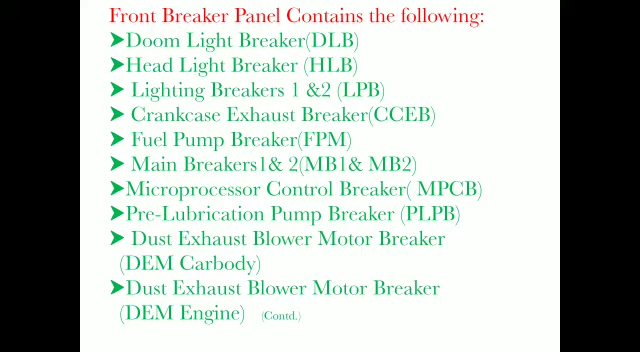 Front Breaker Panel Contains the following:
➤Doom Light Breaker(DLB)
➤Head Light Breaker (HLB)
➤ Lighting Breakers 1 &2 (LPB)
➤ Crankcase Exhaust Breaker(CCEB)
➤ Fuel Pump Breaker(FPM)
➤ Main Breakers1& 2(MB1& MB2)
➤Microprocessor Control Breaker( MPCB)
➤Pre-Lubrication Pump Breaker (PLPB)
➤ Dust Exhaust Blower Motor Breaker
(DEM Carbody)
➤Dust Exhaust Blower Motor Breaker
(DEM Engine) (Contd.)